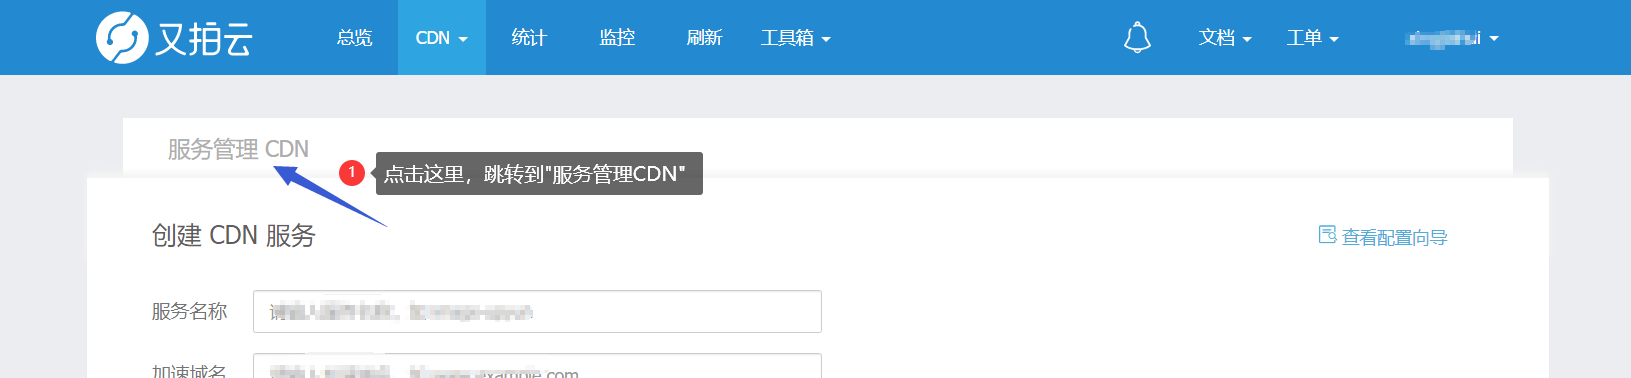 又拍云 总览 CDN 统计 监控 刷新 工具箱 文档 工单
服务管理 CDN
1 点击这里，跳转到"服务管理CDN"
创建 CDN 服务 查看配置向导
服务名称
加速域名 example.com